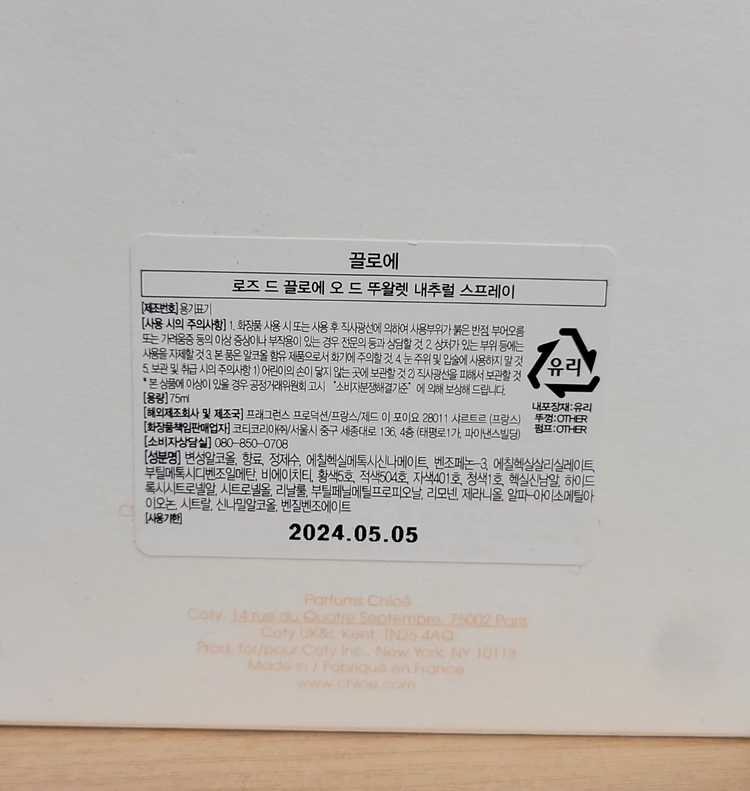 끌로에
로즈 드 끌로에 오 드 뚜왈렛 내추럴 스프레이
[제조번호] 용기표기
[사용 시의 주의사항] 1. 화장품 사용 시 또는 사용 후 직사광선에 의하여 사용부위가 붉은 반점, 부어오름
또는 가려움증 등의 이상 증상이나 부작용이 있는 경우 전문의 등과 상담할 것 2. 상처가 있는 부위 등에는
사용을 자제할 것 3. 본 품은 알코올 함유 제품으로서 화기에 주의할 것. 4. 눈 주위 및 입술에 사용하지 말 것
5. 보관 및 취급 시의 주의사항 1) 어린이의 손이 닿지 않는 곳에 보관할 것 2) 직사광선을 피해서 보관할 것
* 본 상품에 이상이 있을 경우 공정거래위원회 고시 "소비자분쟁해결기준" 에 의해 보상해 드립니다.
[용량] 75ml
[해외제조회사 및 제조국] 프래그런스 프로덕션/프랑스/제드 이 포이요 28011 샤르트르 (프랑스)
[화장품책임판매업자] 코티코리아㈜/서울시 중구 세종대로 136, 4층 (태평로1가, 파이낸스빌딩)
[소비자상담실] 080-850-0708
[성분명] 변성알코올, 향료, 정제수, 에칠헥실메톡시신나메이트, 벤조페논-3, 에칠헥실살리실레이트,
부틸메톡시디벤조일메탄, 비에이치티, 황색5호, 적색504호, 자색401호, 청색1호, 헥실신남알, 하이드
록시시트로넬알, 시트로넬올, 리날룰, 부틸페닐메틸프로피오날, 리모넨, 제라니올, 알파-아이소메틸아
이오논, 시트랄, 신나밀알코올, 벤질벤조에이트
[사용기한]
2024.05.05
유리
내포장재:유리
뚜껑:OTHER
펌프:OTHER
Parfums Chloé
Coty, 14 rue du Quatre Septembre, 75002 Paris
Coty UK&I, Kent, TN25 4AQ
Prod. for/pour Coty Inc., New York, NY 10118
Made in / Fabriqué en France
www.chloe.com